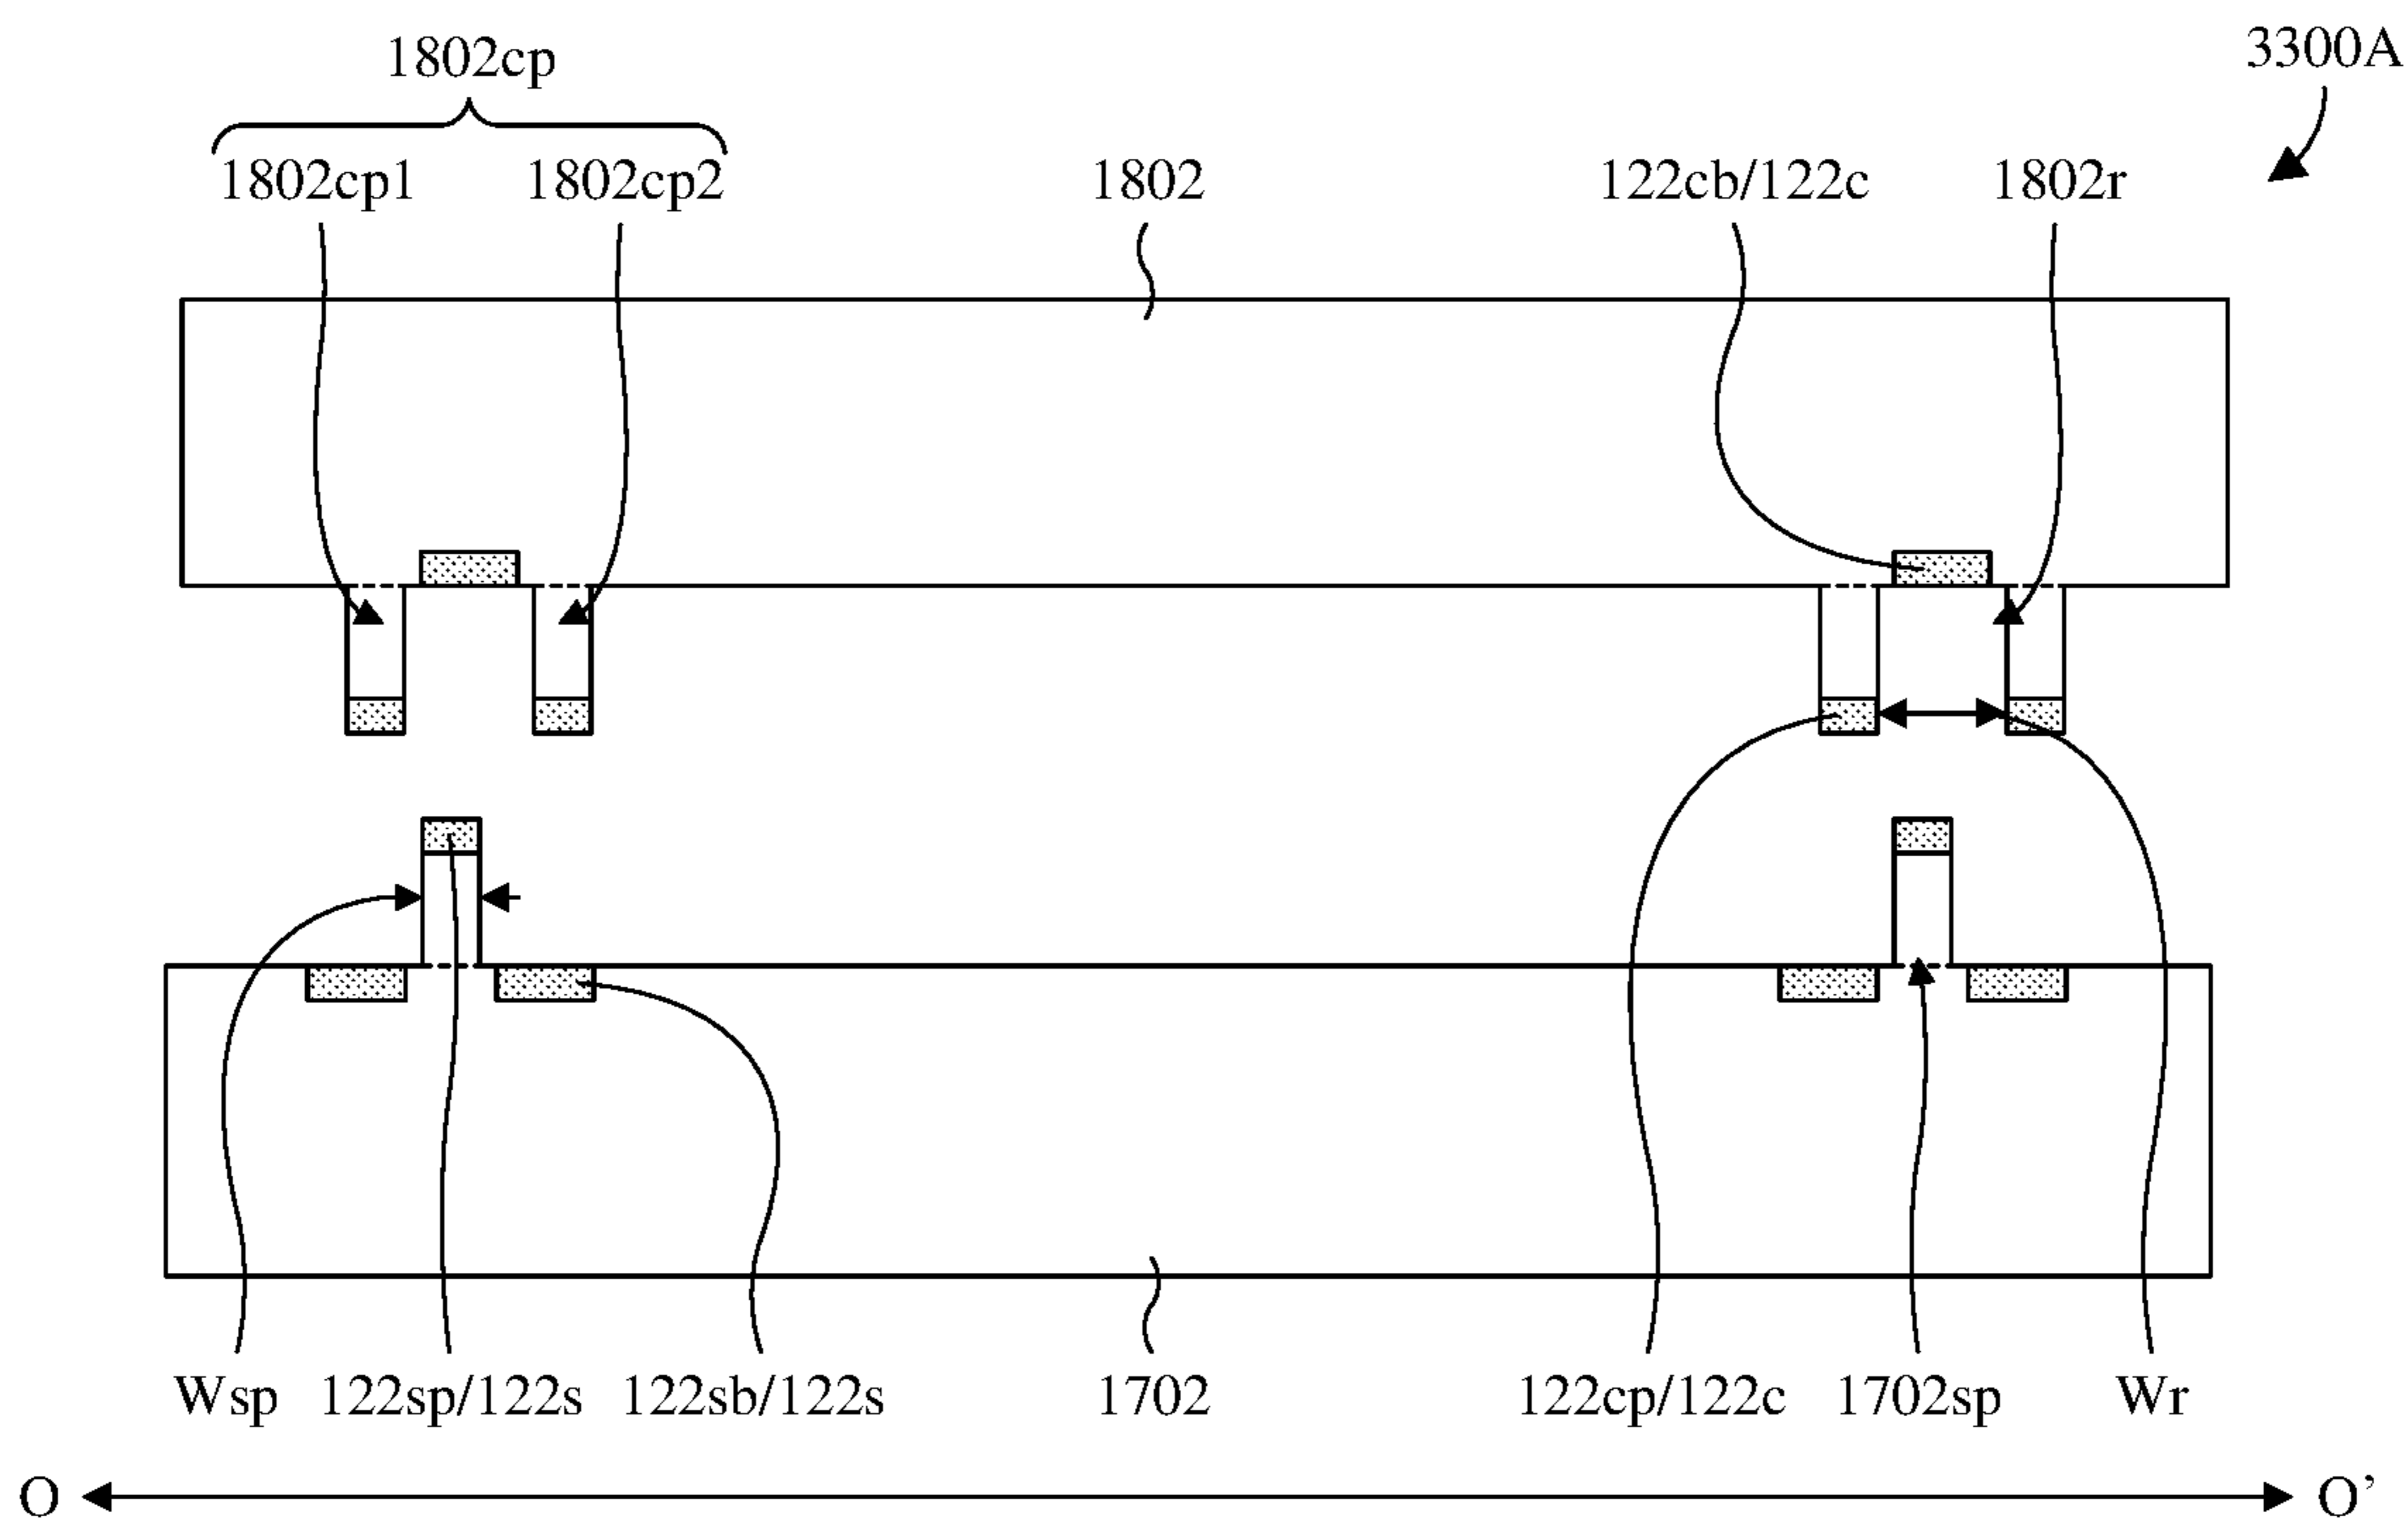 3300A
1802cp
1802cp1 1802cp2 1802 122cb/122c 1802r
Wsp 122sp/122s 122sb/122s 1702 122cp/122c 1702sp Wr
O O’